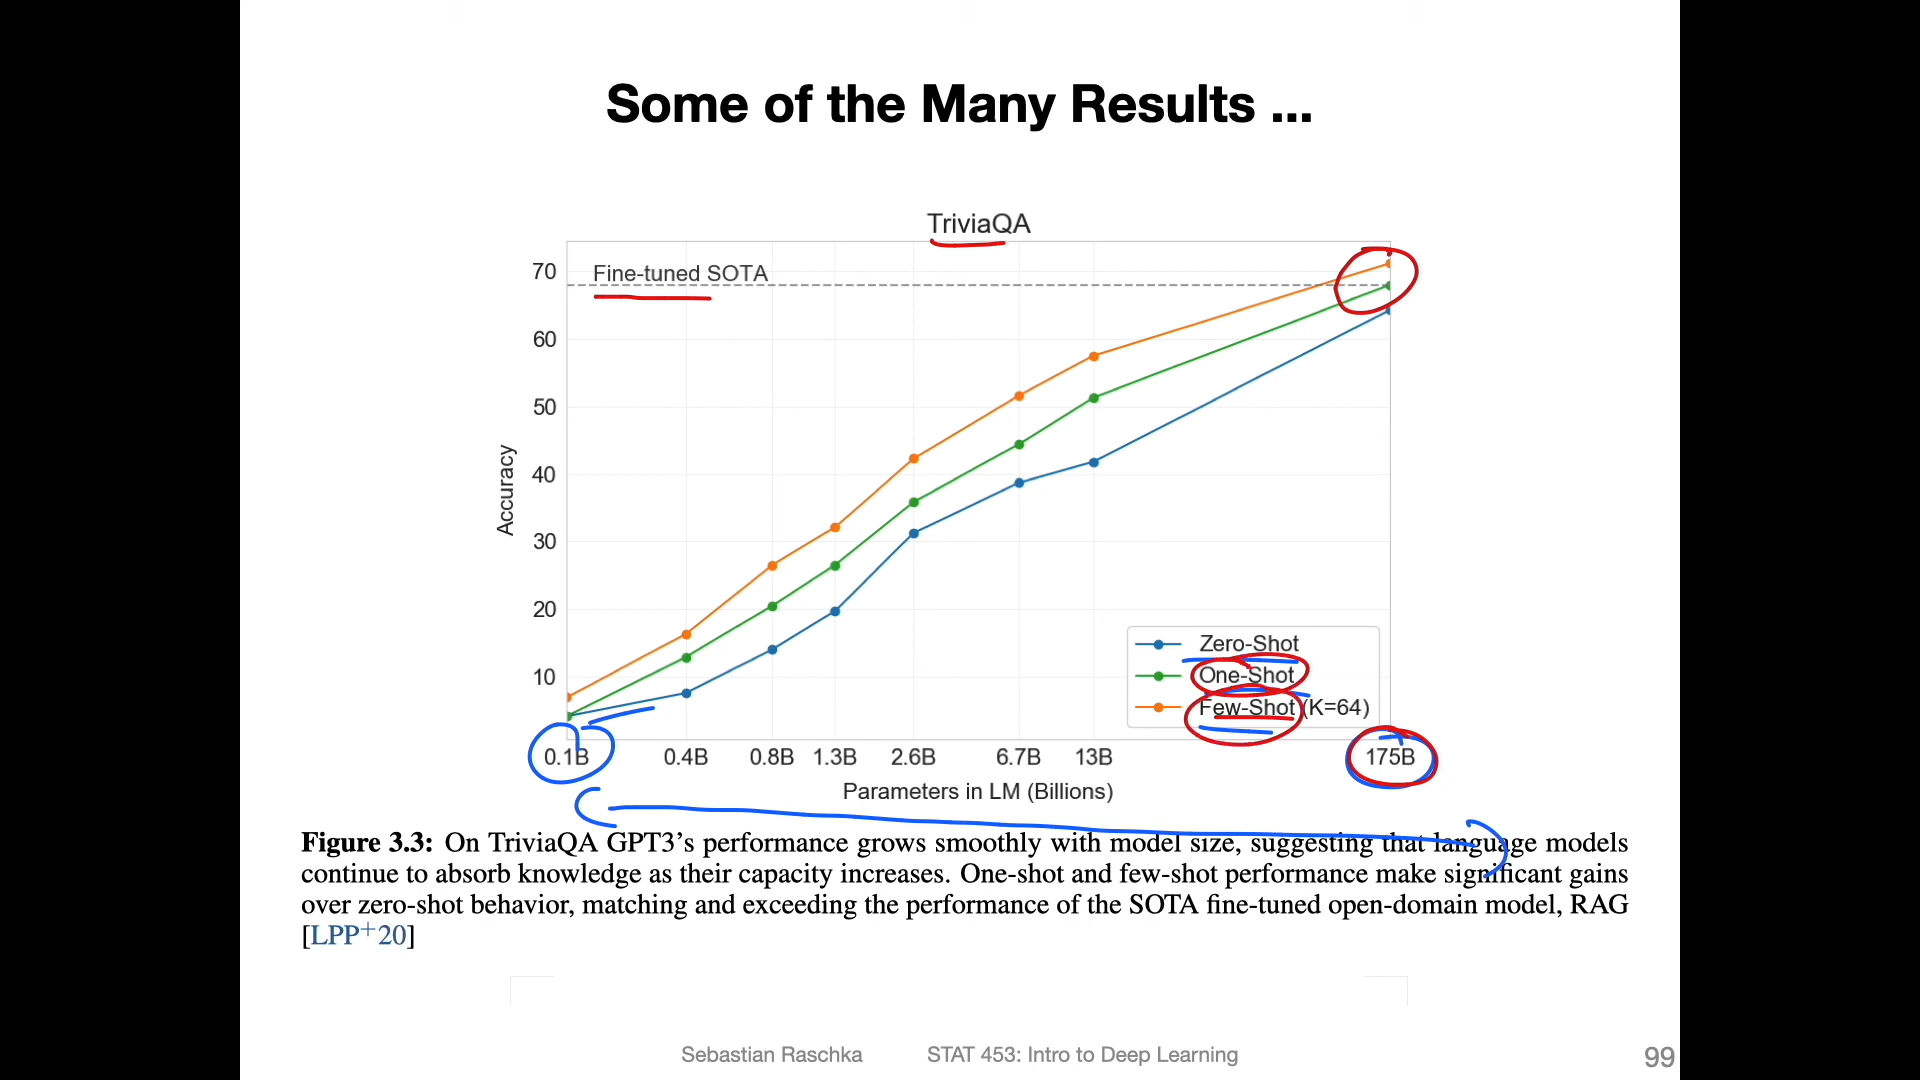 Some of the Many Results ...
TriviaQA
70
Fine-tuned SOTA
60
50
40
30
20
10
Accuracy
Zero-Shot
One-Shot
Few-Shot (K=64)
0.1B 0.4B 0.8B 1.3B 2.6B 6.7B 13B 175B
Parameters in LM (Billions)
Figure 3.3: On TriviaQA GPT3’s performance grows smoothly with model size, suggesting that language models
continue to absorb knowledge as their capacity increases. One-shot and few-shot performance make significant gains
over zero-shot behavior, matching and exceeding the performance of the SOTA fine-tuned open-domain model, RAG
[LPP+20]
Sebastian Raschka STAT 453: Intro to Deep Learning 99